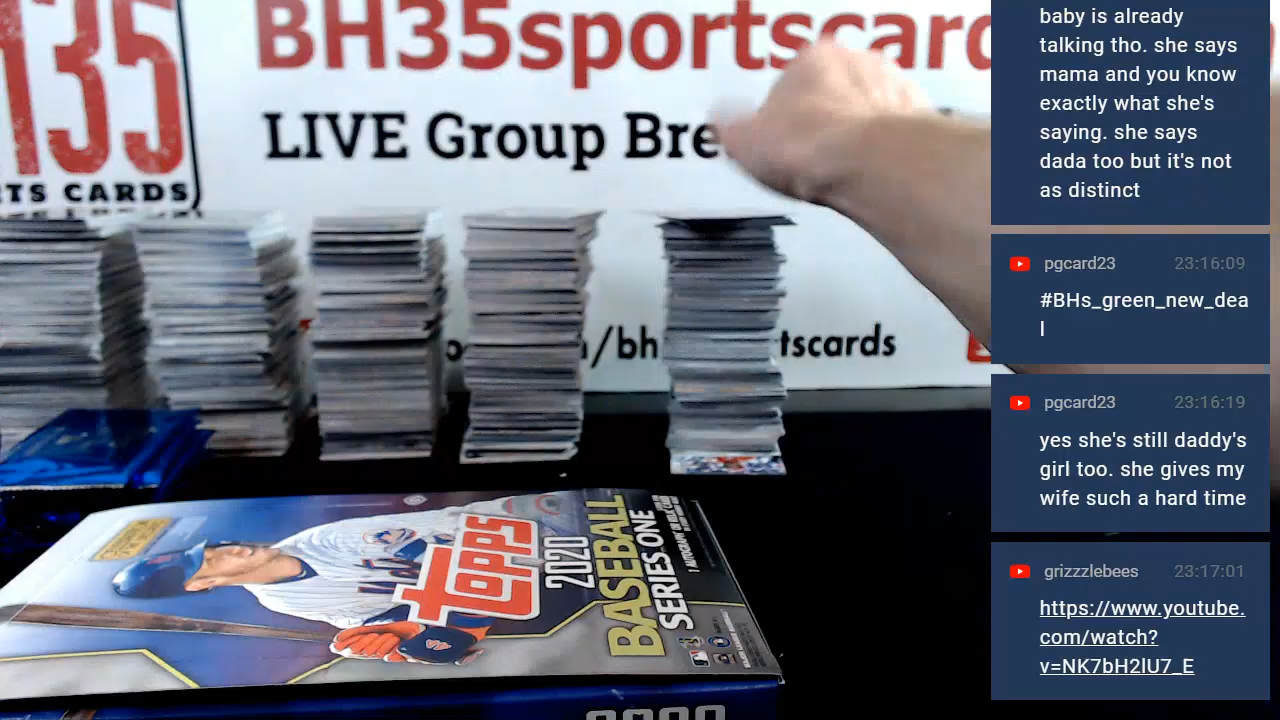 135
TS CARDS
BH35sportscard
LIVE Group Bre
/bh
tscards
topps
2020
BASEBALL
SERIES ONE
Mets
baby is already
talking tho. she says
mama and you know
exactly what she's
saying. she says
dada too but it's not
as distinct
pgcard23 23:16:09
#BHs_green_new_dea
l
pgcard23 23:16:19
yes she's still daddy's
girl too. she gives my
wife such a hard time
grizzzlebees 23:17:01
https://www.youtube.
com/watch?
v=NK7bH2lU7_E